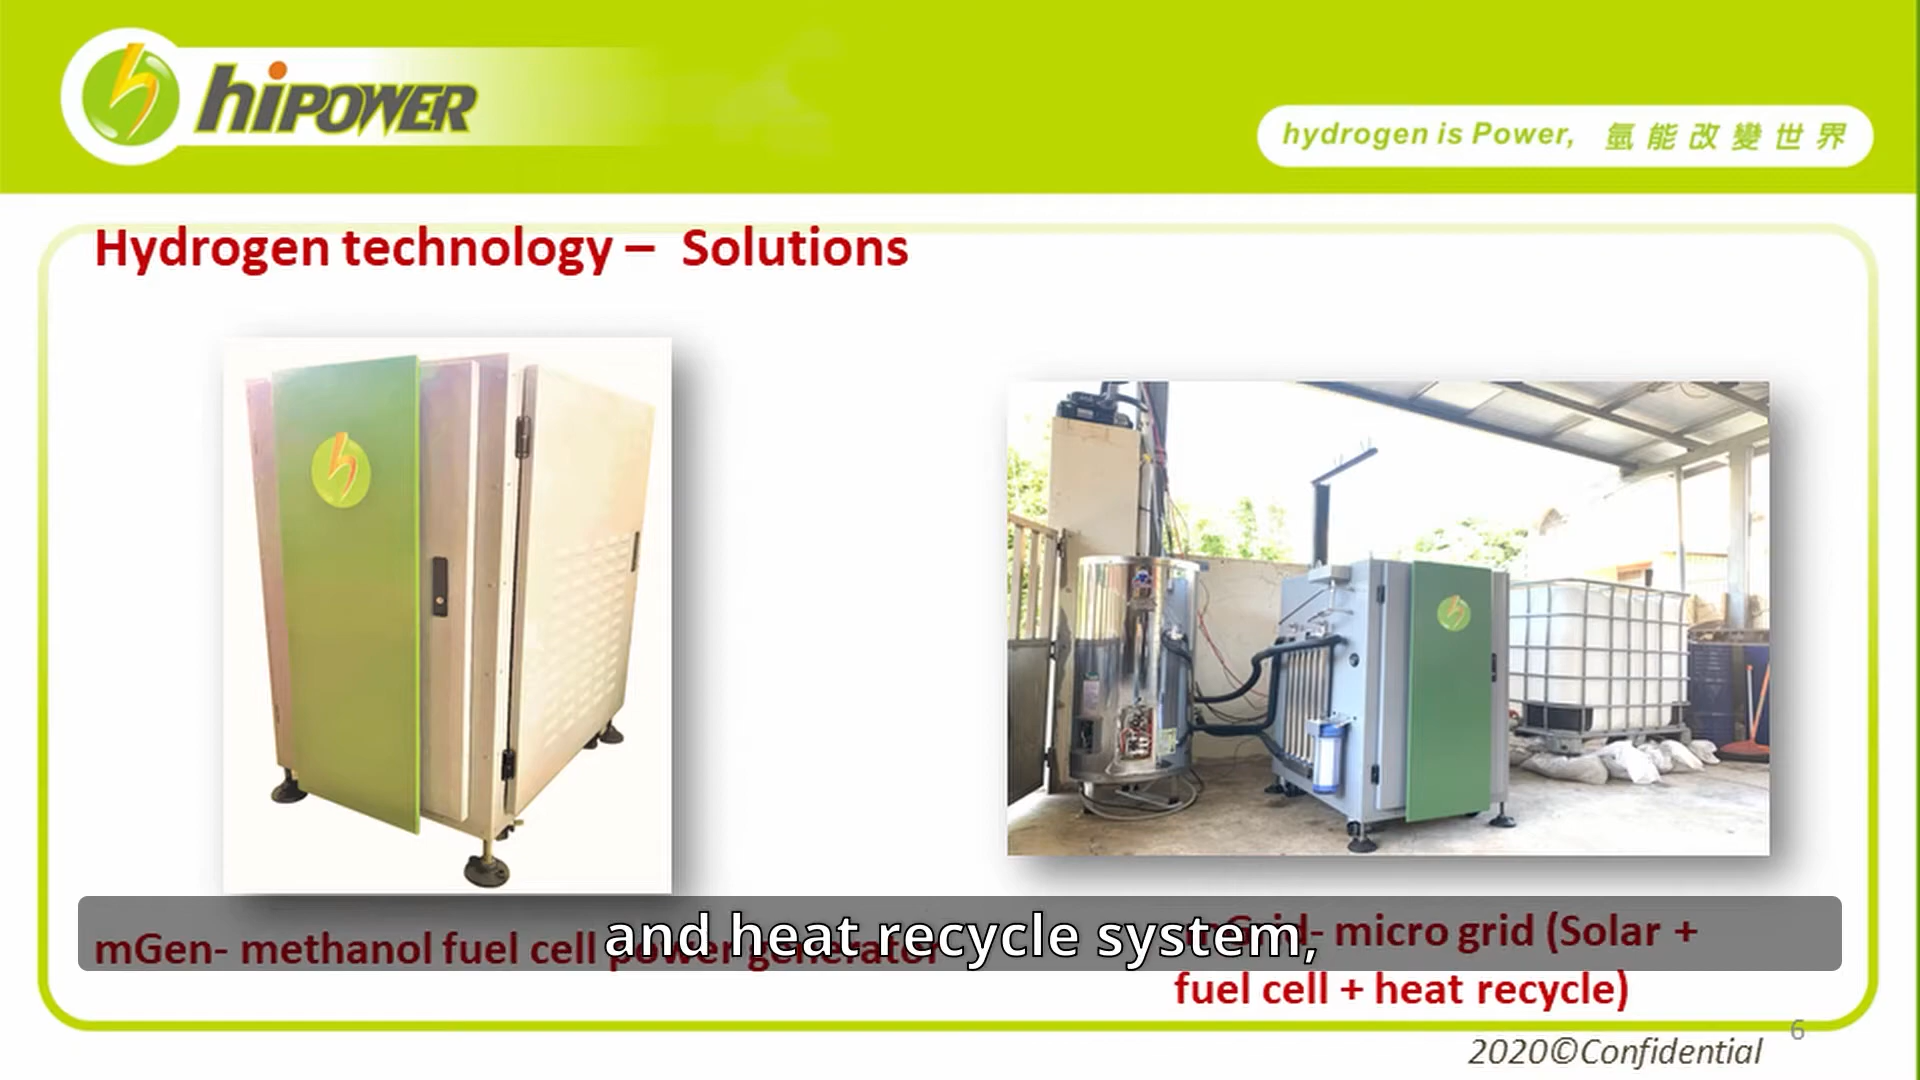 hiPOWER
hydrogen is Power, 氫能改變世界
Hydrogen technology – Solutions
mGen- methanol fuel cell power generator
mGrid- micro grid (Solar +
fuel cell + heat recycle)
and heat recycle system,
6
2020©Confidential